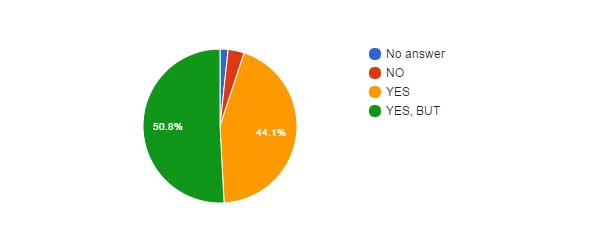 No answer
NO
YES
YES, BUT
50.8%
44.1%